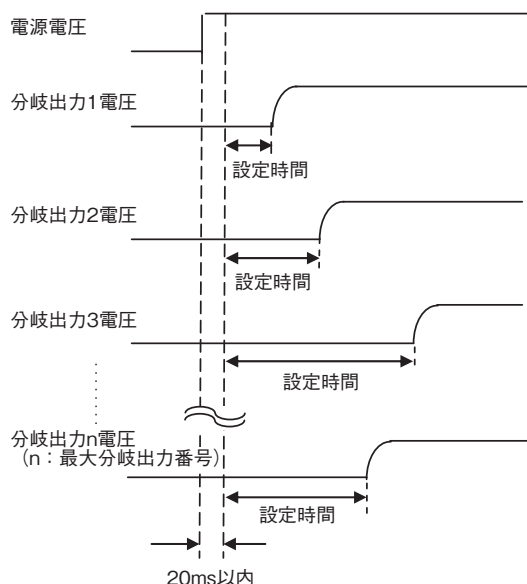 電源電圧
分岐出力1電圧
設定時間
分岐出力2電圧
設定時間
分岐出力3電圧
設定時間
分岐出力n電圧
（n：最大分岐出力番号）
設定時間
20ms以内